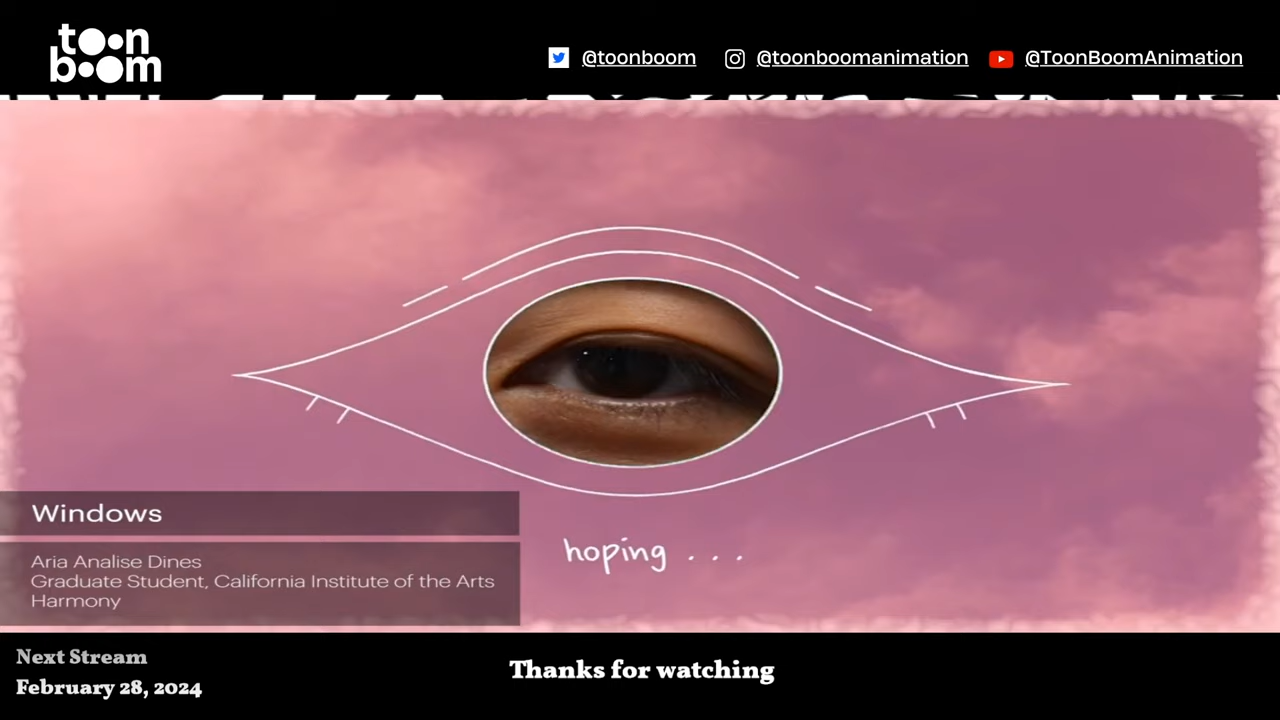 toon
boom
@toonboom
@toonboomanimation
@ToonBoomAnimation
Windows
Aria Analise Dines
Graduate Student, California Institute of the Arts
Harmony
hoping . . .
Next Stream
February 28, 2024
Thanks for watching